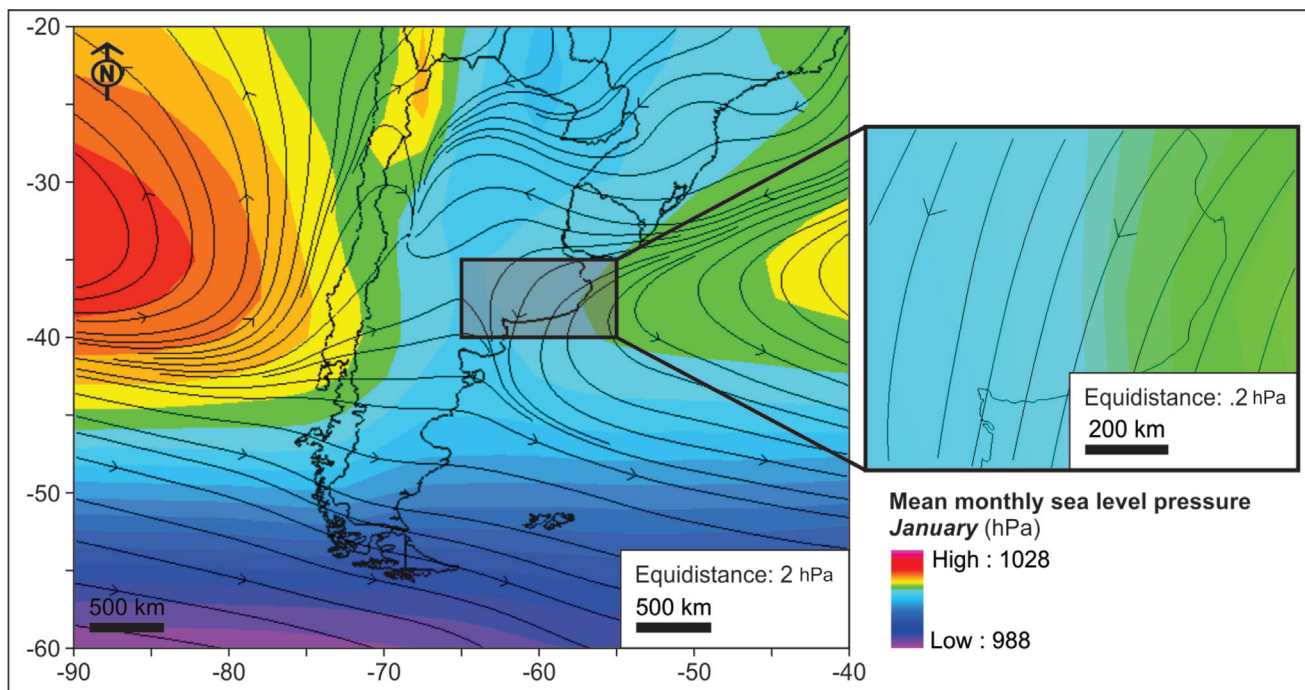 -20
N
-30
-40
-50
-60
-90
-80
-70
-60
-50
-40
500 km
Equidistance: 2 hPa
500 km
Equidistance: .2 hPa
200 km
Mean monthly sea level pressure
January (hPa)
High : 1028
Low : 988